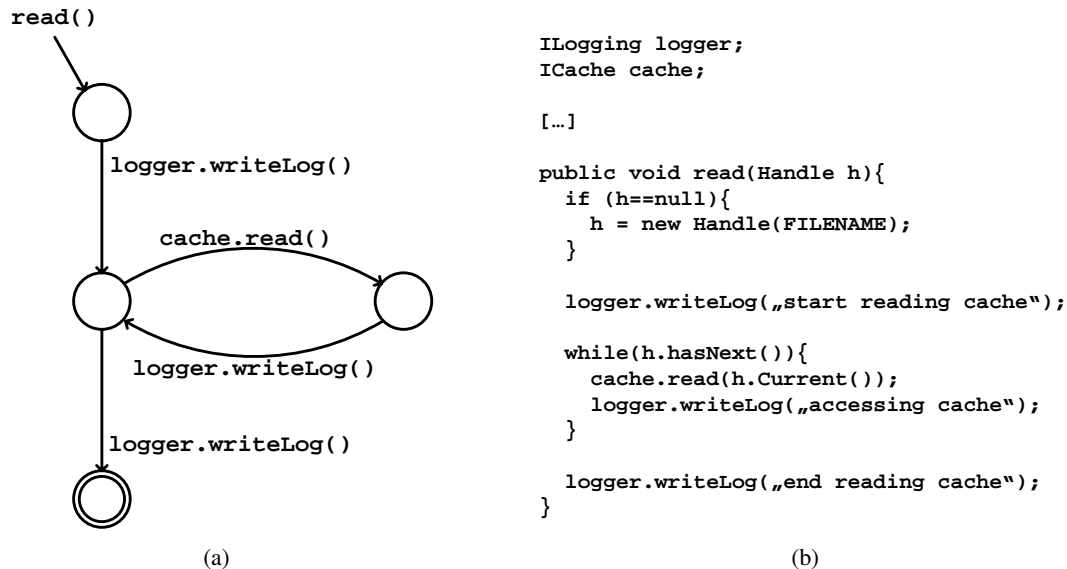 read()
logger.writeLog()
cache.read()
logger.writeLog()
logger.writeLog()
(a)
ILogging logger;
ICache cache;
[…]
public void read(Handle h){
if (h==null){
h = new Handle(FILENAME);
}
logger.writeLog(„start reading cache‟);
while(h.hasNext()){
cache.read(h.Current());
logger.writeLog(„accessing cache‟);
}
logger.writeLog(„end reading cache‟);
}
(b)